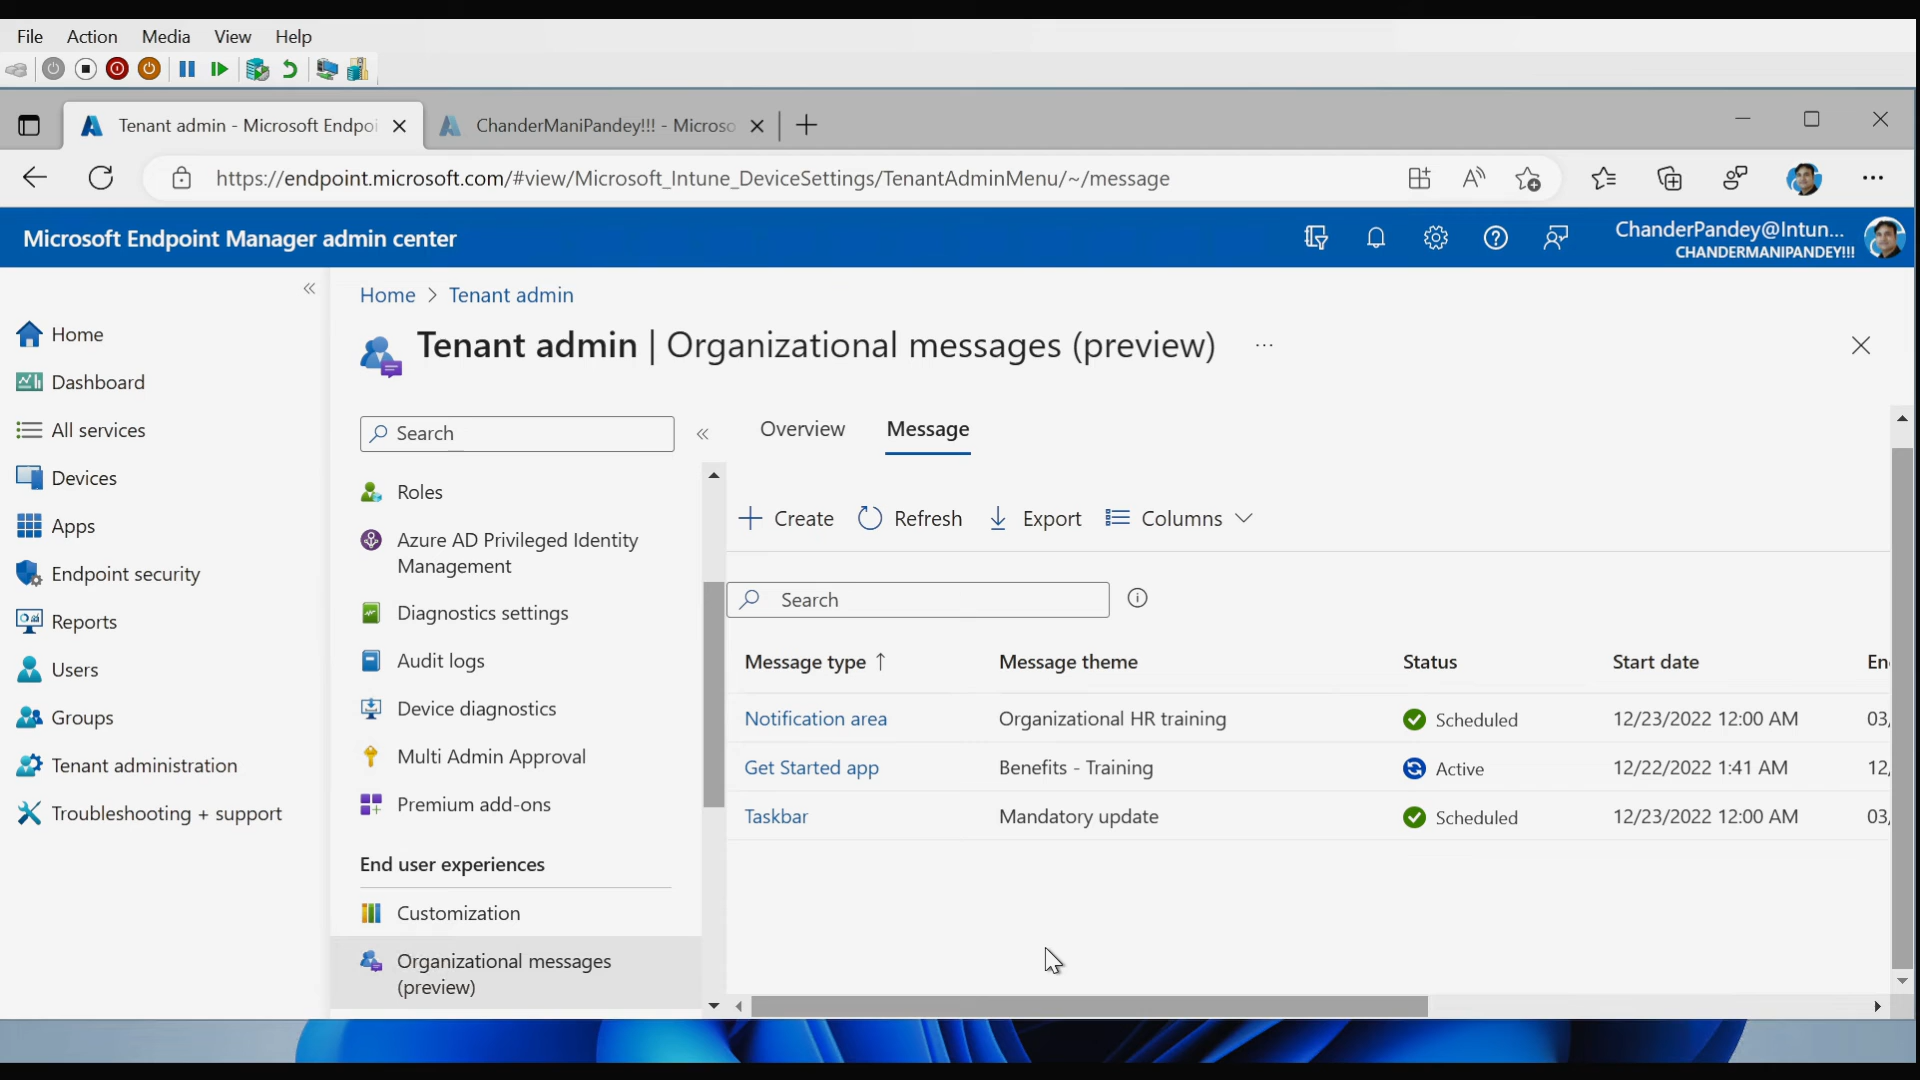 File Action Media View Help
Tenant admin - Microsoft Endpoi
ChanderManiPandey!!! - Microso
https://endpoint.microsoft.com/#view/Microsoft_Intune_DeviceSettings/TenantAdminMenu/~/message
Microsoft Endpoint Manager admin center
ChanderPandey@Intun...
CHANDERMANIPANDEY!!!
Home
Dashboard
All services
Devices
Apps
Endpoint security
Reports
Users
Groups
Tenant administration
Troubleshooting + support
Home > Tenant admin
Tenant admin | Organizational messages (preview) ...
Search
Roles
Azure AD Privileged Identity
Management
Diagnostics settings
Audit logs
Device diagnostics
Multi Admin Approval
Premium add-ons
End user experiences
Customization
Organizational messages
(preview)
Overview Message
Create Refresh Export Columns
Search
Message type ↑ Message theme Status Start date En
Notification area Organizational HR training Scheduled 12/23/2022 12:00 AM 03,
Get Started app Benefits - Training Active 12/22/2022 1:41 AM 12,
Taskbar Mandatory update Scheduled 12/23/2022 12:00 AM 03,